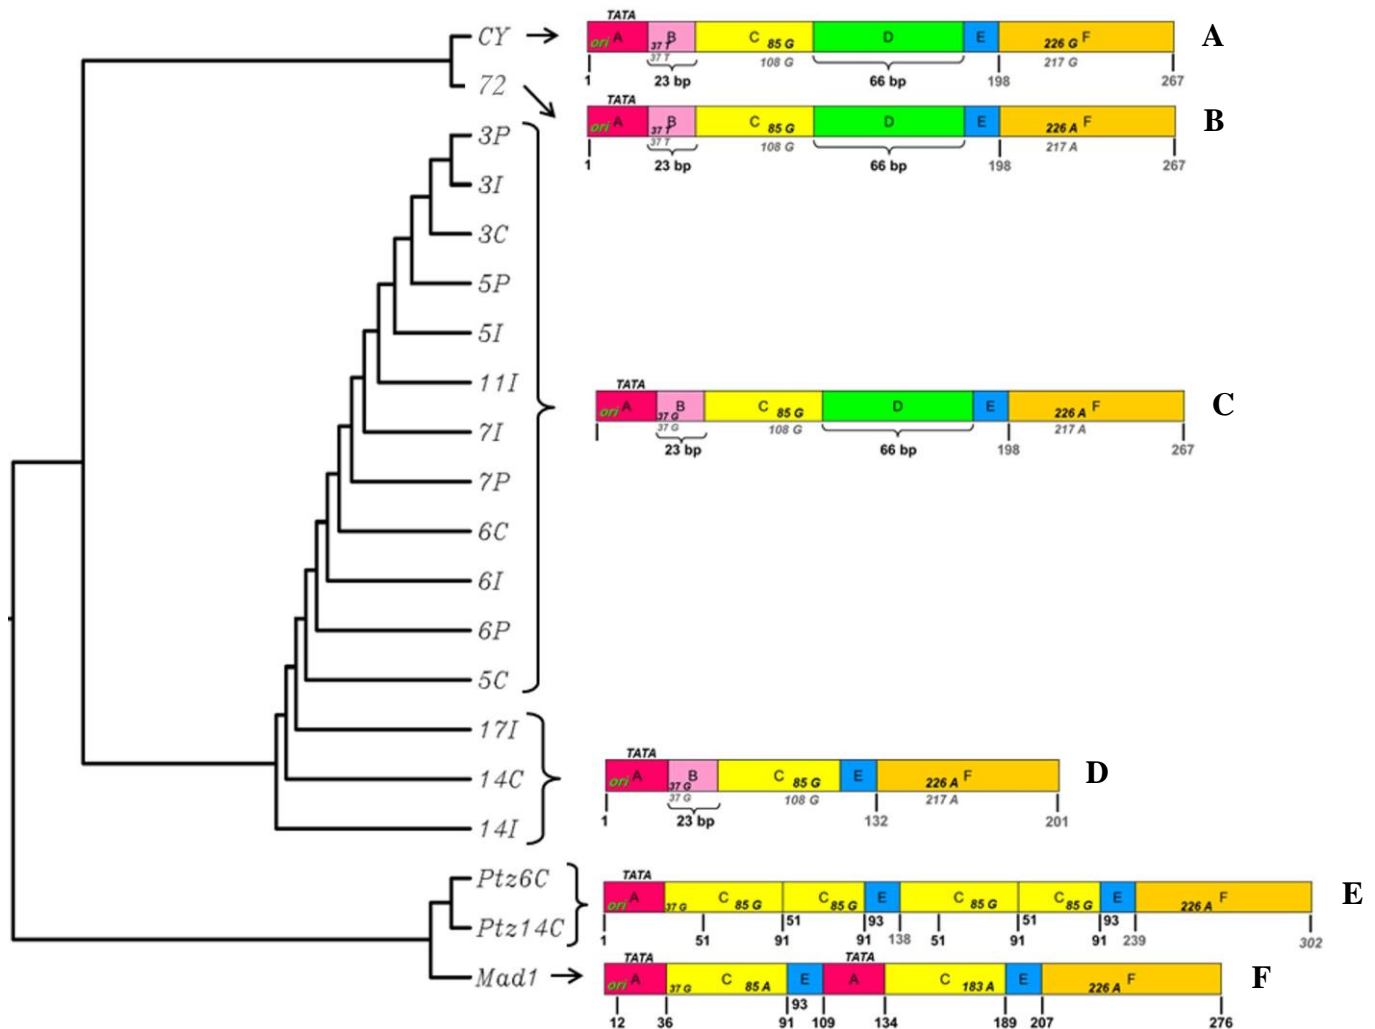 TATA
CY
ori A B C 85 G D E 226 G F
A
37 T
37 T
108 G
217 G
1
23 bp
66 bp
198
267
72
TATA
ori A B C 85 G D E 226 A F
B
37 T
37 T
108 G
217 A
1
23 bp
66 bp
198
267
3P
3I
3C
5P
5I
11I
7I
7P
6C
6I
6P
5C
TATA
ori A B C 85 G D E 226 A F
C
37 G
37 G
108 G
217 A
23 bp
66 bp
198
267
17I
14C
14I
TATA
ori A B C 85 G E 226 A F
D
37 G
37 G
108 G
217 A
1
23 bp
132
201
Ptz6C
Ptz14C
TATA
ori A 37 G C 85 G C 85 G E C 85 G C 85 G E 226 A F
E
51 93 51 93
1 51 91 91 138 51 91 91 239 302
Mad1
TATA TATA
ori A 37 G C 85 A E A C 183 A E 226 A F
F
93
12 36 91 109 134 189 207 276